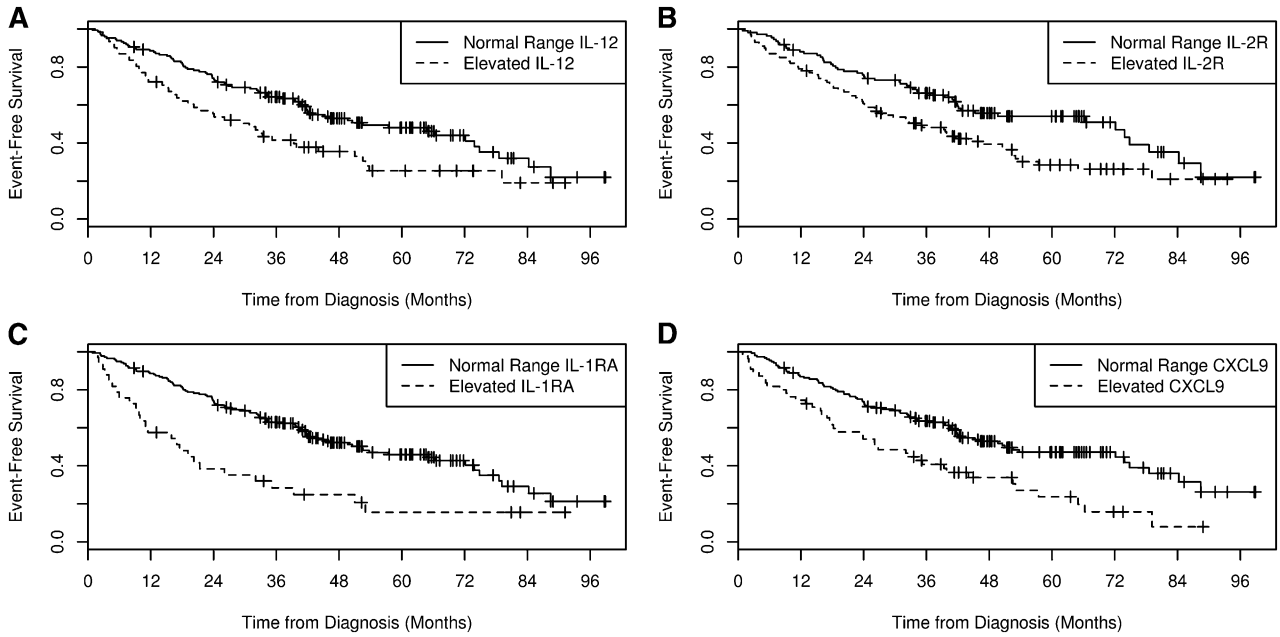 A
Normal Range IL-12
Elevated IL-12
Event-Free Survival
0.8
0.4
0.0
0 12 24 36 48 60 72 84 96
Time from Diagnosis (Months)
B
Normal Range IL-2R
Elevated IL-2R
Event-Free Survival
0.8
0.4
0.0
0 12 24 36 48 60 72 84 96
Time from Diagnosis (Months)
C
Normal Range IL-1RA
Elevated IL-1RA
Event-Free Survival
0.8
0.4
0.0
0 12 24 36 48 60 72 84 96
Time from Diagnosis (Months)
D
Normal Range CXCL9
Elevated CXCL9
Event-Free Survival
0.8
0.4
0.0
0 12 24 36 48 60 72 84 96
Time from Diagnosis (Months)